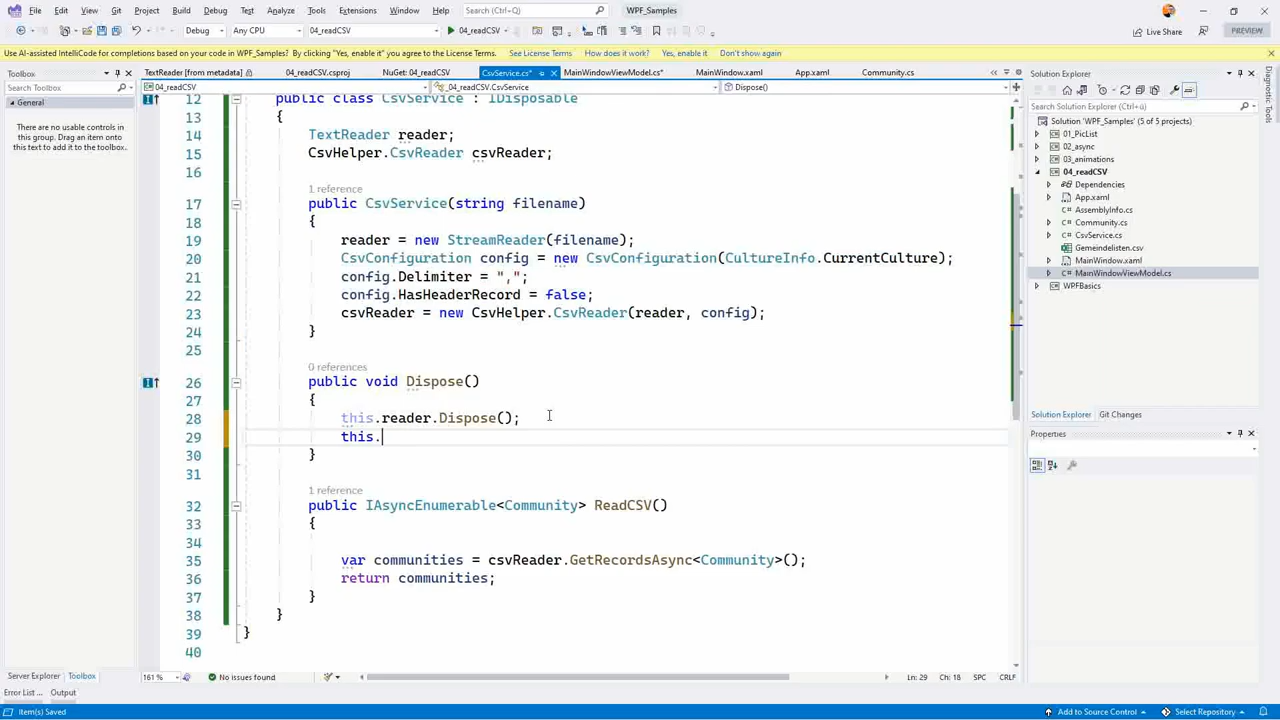 File Edit View Git Project Build Debug Test Analyze Tools Extensions Window Help Search (Ctrl+Q) WPF_Samples
Debug Any CPU 04_readCSV 04_readCSV Live Share PREVIEW
Use AI-assisted IntelliCode for completions based on your code in WPF_Samples? By clicking "Yes, enable it" you agree to the License Terms. See License Terms How does it work? Yes, enable it Don't show again
Toolbox
General
There are no usable controls in this group. Drag an item onto this text to add it to the toolbox.
TextReader [from metadata] 04_readCSV.csproj NuGet: 04_readCSV CsvService.cs* MainWindowViewModel.cs* MainWindow.xaml App.xaml Community.cs
04_readCSV _04_readCSV.CsvService Dispose()
12 public class CsvService : IDisposable
13 {
14 TextReader reader;
15 CsvHelper.CsvReader csvReader;
16
1 reference
17 public CsvService(string filename)
18 {
19 reader = new StreamReader(filename);
20 CsvConfiguration config = new CsvConfiguration(CultureInfo.CurrentCulture);
21 config.Delimiter = ",";
22 config.HasHeaderRecord = false;
23 csvReader = new CsvHelper.CsvReader(reader, config);
24 }
25
0 references
26 public void Dispose()
27 {
28 this.reader.Dispose();
29 this.
30 }
31
1 reference
32 public IAsyncEnumerable<Community> ReadCSV()
33 {
35 var communities = csvReader.GetRecordsAsync<Community>();
36 return communities;
37 }
38 }
39 }
40
161 % No issues found Ln: 29 Ch: 18 SPC CRLF
Solution Explorer
Search Solution Explorer (Ctrl+ü)
Solution 'WPF_Samples' (5 of 5 projects)
01_PicList
02_async
03_animations
04_readCSV
Dependencies
App.xaml
AssemblyInfo.cs
Community.cs
CsvService.cs
Gemeindelisten.csv
MainWindow.xaml
MainWindowViewModel.cs
WPFBasics
Solution Explorer Git Changes
Properties
Diagnostic Tools
Server Explorer Toolbox
Error List ... Output
Item(s) Saved Add to Source Control Select Repository